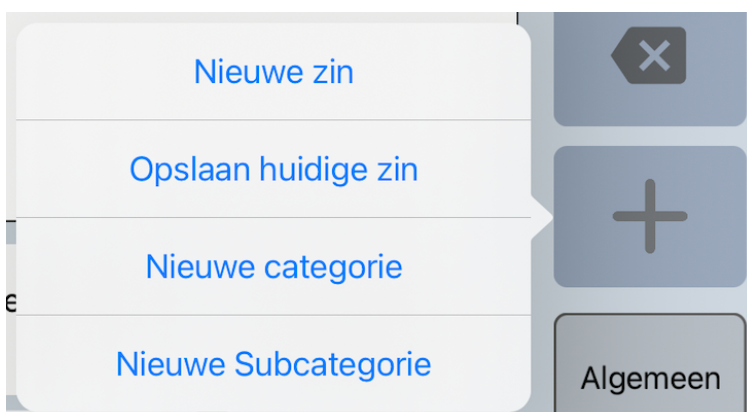 Nieuwe zin
Opslaan huidige zin
Nieuwe categorie
e
Nieuwe Subcategorie
Algemeen